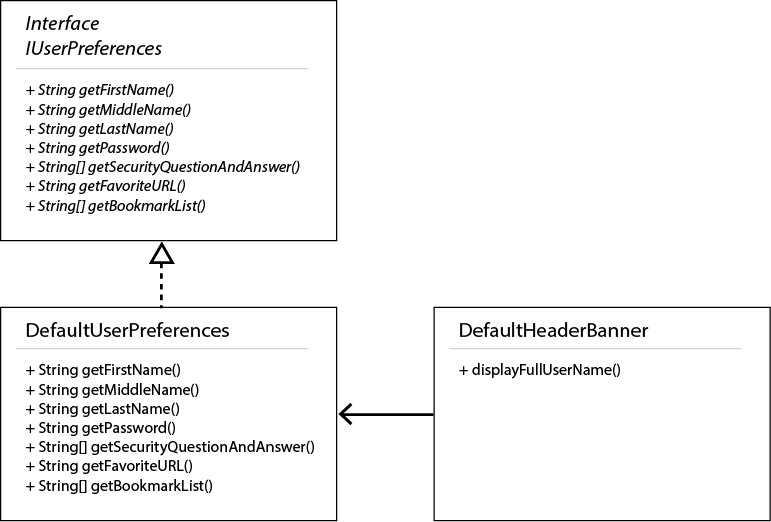 Interface
IUserPreferences
+ String getFirstName()
+ String getMiddleName()
+ String getLastName()
+ String getPassword()
+ String[] getSecurityQuestionAndAnswer()
+ String getFavoriteURL()
+ String[] getBookmarkList()
DefaultUserPreferences
+ String getFirstName()
+ String getMiddleName()
+ String getLastName()
+ String getPassword()
+ String[] getSecurityQuestionAndAnswer()
+ String getFavoriteURL()
+ String[] getBookmarkList()
DefaultHeaderBanner
+ displayFullUserName()